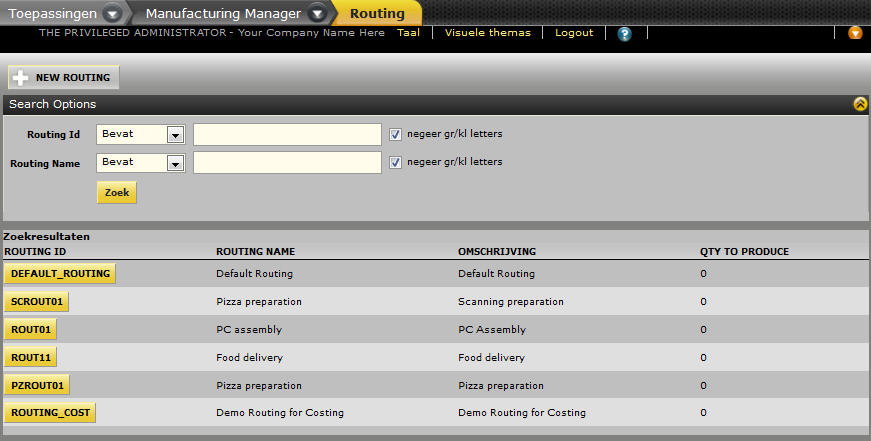 Toepassingen Manufacturing Manager Routing
THE PRIVILEGED ADMINISTRATOR - Your Company Name Here Taal Visuele themas Logout ?
NEW ROUTING
Search Options
Routing Id Bevat negeer gr/kl letters
Routing Name Bevat negeer gr/kl letters
Zoek
Zoekresultaten
ROUTING ID ROUTING NAME OMSCHRIJVING QTY TO PRODUCE
DEFAULT_ROUTING Default Routing Default Routing 0
SCROUT01 Pizza preparation Scanning preparation 0
ROUT01 PC assembly PC Assembly 0
ROUT11 Food delivery Food delivery 0
PZROUT01 Pizza preparation Pizza preparation 0
ROUTING_COST Demo Routing for Costing Demo Routing for Costing 0